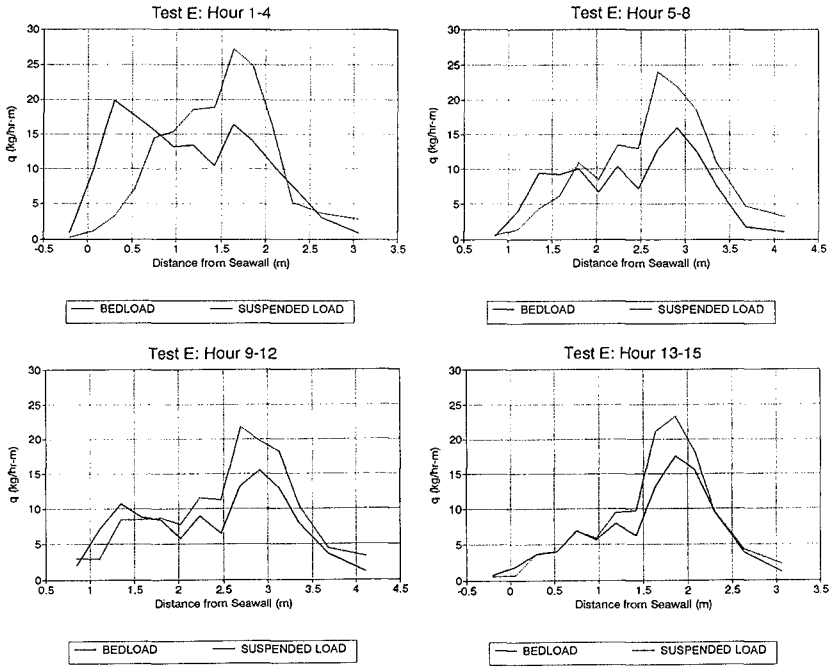 Test E: Hour 1-4
30
25
20
15
10
5
0
q (kg/hr-m)
-0.5 0 0.5 1 1.5 2 2.5 3 3.5
Distance from Seawall (m)
BEDLOAD SUSPENDED LOAD
Test E: Hour 5-8
30
25
20
15
10
5
0
q (kg/hr-m)
0.5 1 1.5 2 2.5 3 3.5 4 4.5
Distance from Seawall (m)
BEDLOAD SUSPENDED LOAD
Test E: Hour 9-12
30
25
20
15
10
5
0
q (kg/hr-m)
0.5 1 1.5 2 2.5 3 3.5 4 4.5
Distance from Seawall (m)
BEDLOAD SUSPENDED LOAD
Test E: Hour 13-15
30
25
20
15
10
5
0
q (kg/hr-m)
-0.5 0 0.5 1 1.5 2 2.5 3 3.5
Distance from Seawall (m)
BEDLOAD SUSPENDED LOAD